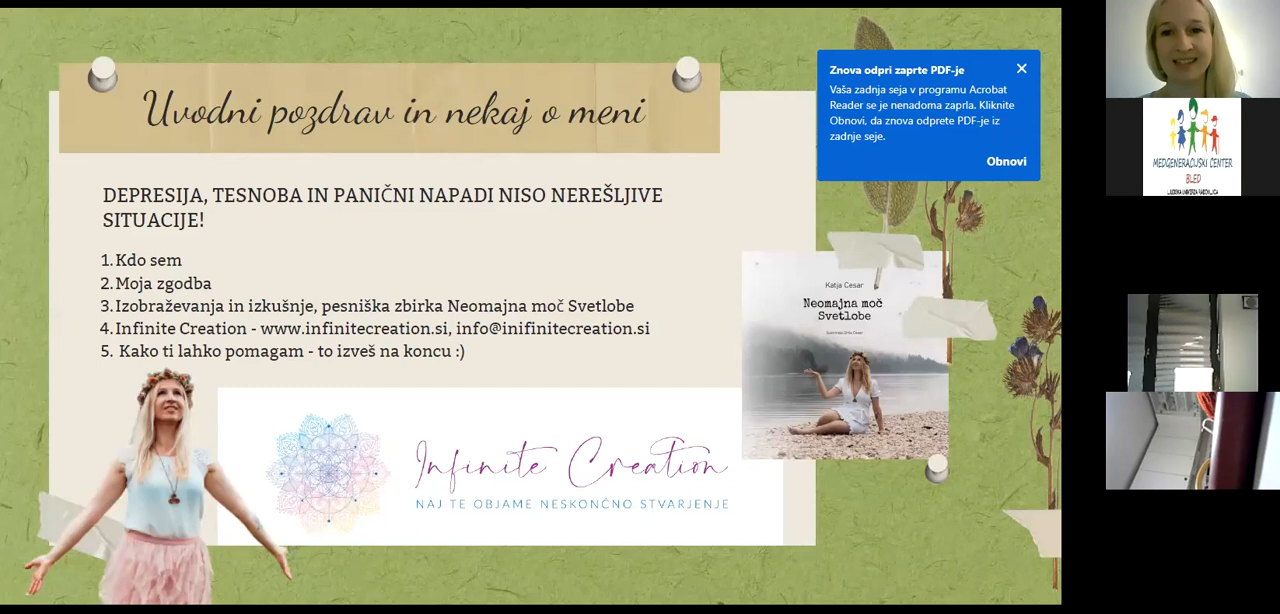 Uvodni pozdrav in nekaj o meni
DEPRESIJA, TESNOBA IN PANIČNI NAPADI NISO NEREŠLJIVE
SITUACIJE!
1. Kdo sem
2. Moja zgodba
3. Izobraževanja in izkušnje, pesniška zbirka Neomajna moč Svetlobe
4. Infinite Creation - www.infinitecreation.si, info@inifinitecreation.si
5. Kako ti lahko pomagam - to izveš na koncu :)
Infinite Creation
NAJ TE OBJAME NESKONČNO STVARJENJE
Katja Cesar
Neomajna moč
Svetlobe
Znova odpri zaprte PDF-je
Vaša zadnja seja v programu Acrobat
Reader se je nenadoma zaprla. Kliknite
Obnovi, da znova odprete PDF-je iz
zadnje seje.
Obnovi
MEDGENERACIJSKI CENTER
BLED
LJUDSKA UNIVERZA RADOVLJICA